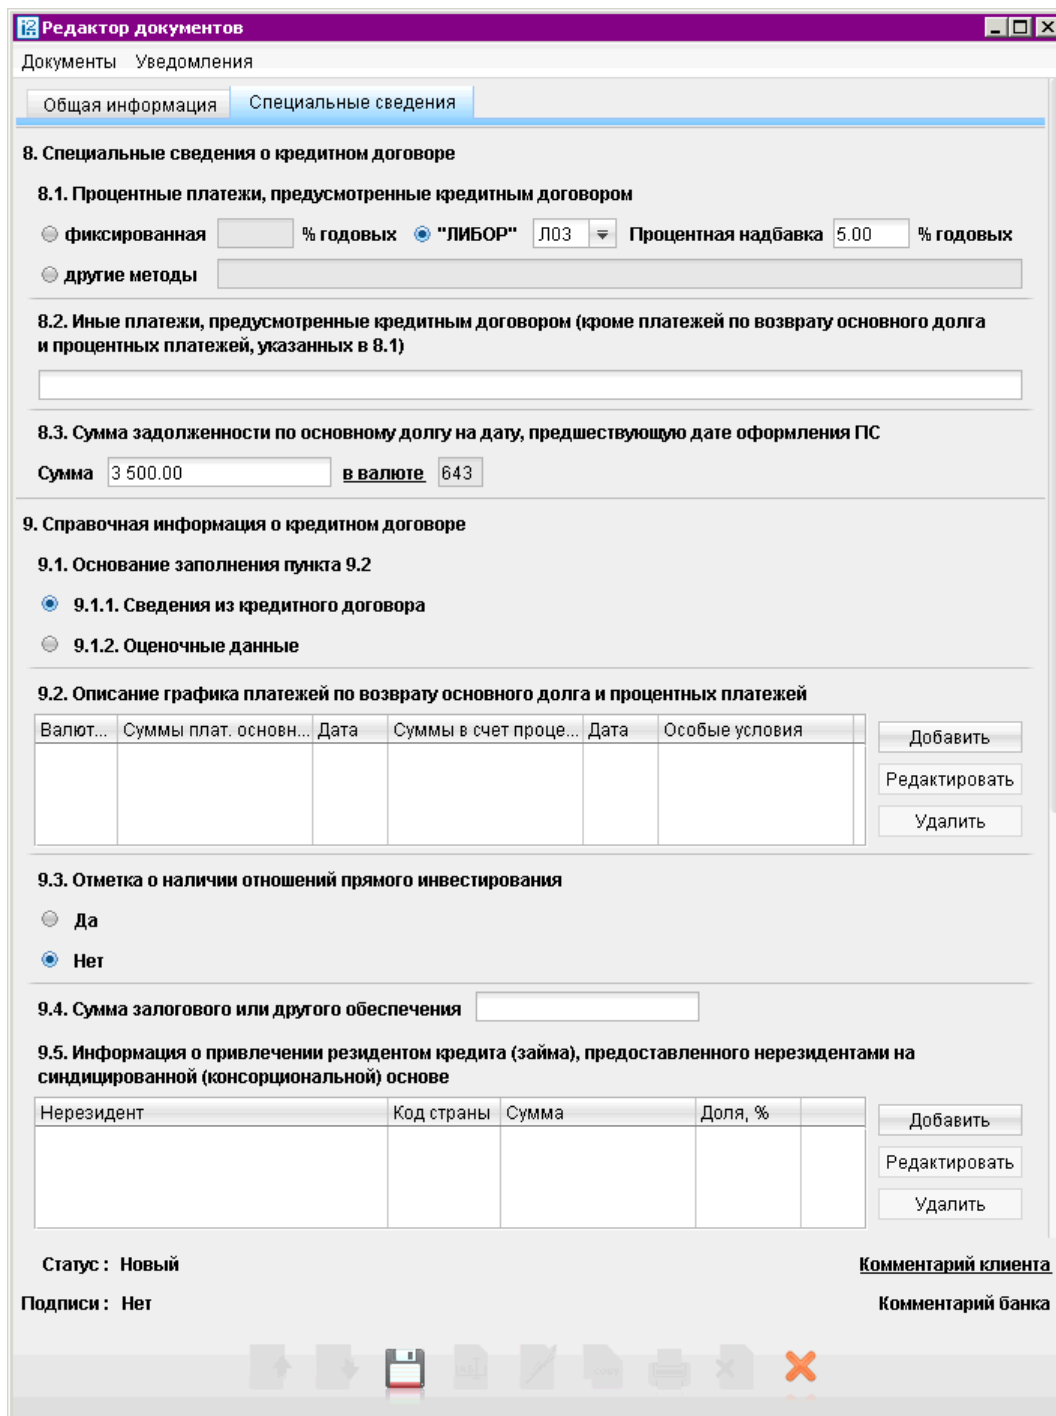 Редактор документов
Документы Уведомления
Общая информация Специальные сведения
8. Специальные сведения о кредитном договоре
8.1. Процентные платежи, предусмотренные кредитным договором
фиксированная % годовых "ЛИБОР" Л03 Процентная надбавка 5.00 % годовых
другие методы
8.2. Иные платежи, предусмотренные кредитным договором (кроме платежей по возврату основного долга
и процентных платежей, указанных в 8.1)
8.3. Сумма задолженности по основному долгу на дату, предшествующую дате оформления ПС
Сумма 3 500.00 в валюте 643
9. Справочная информация о кредитном договоре
9.1. Основание заполнения пункта 9.2
9.1.1. Сведения из кредитного договора
9.1.2. Оценочные данные
9.2. Описание графика платежей по возврату основного долга и процентных платежей
Валют... Суммы плат. основн... Дата Суммы в счет проце... Дата Особые условия
Добавить
Редактировать
Удалить
9.3. Отметка о наличии отношений прямого инвестирования
Да
Нет
9.4. Сумма залогового или другого обеспечения
9.5. Информация о привлечении резидентом кредита (займа), предоставленного нерезидентами на
синдицированной (консорциональной) основе
Нерезидент Код страны Сумма Доля, %
Добавить
Редактировать
Удалить
Статус : Новый Комментарий клиента
Подписи : Нет Комментарий банка